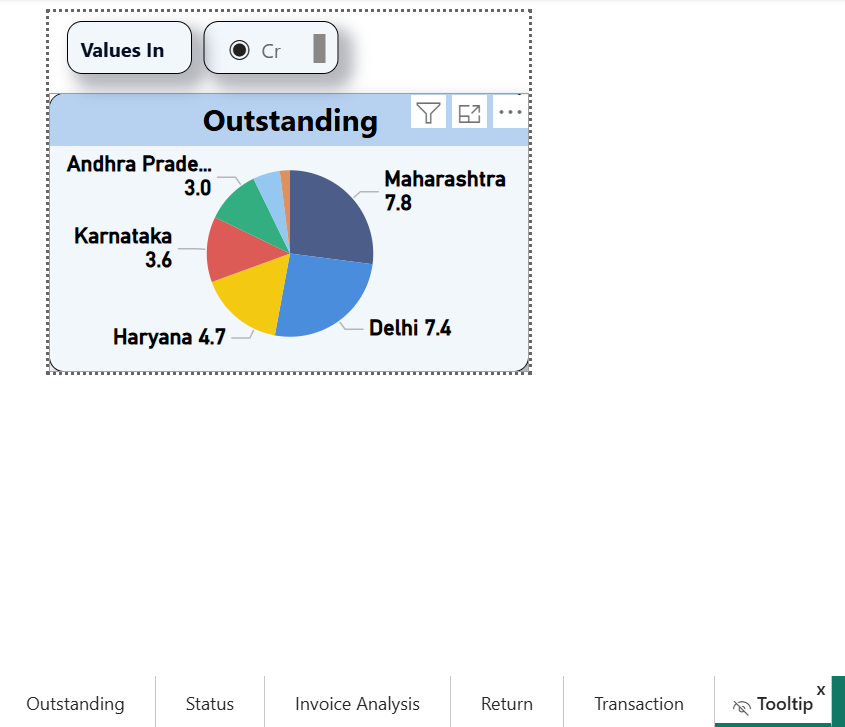 Values In
Cr
Outstanding
Andhra Prade...
3.0
Maharashtra
7.8
Karnataka
3.6
Haryana 4.7
Delhi 7.4
Outstanding
Status
Invoice Analysis
Return
Transaction
Tooltip
x